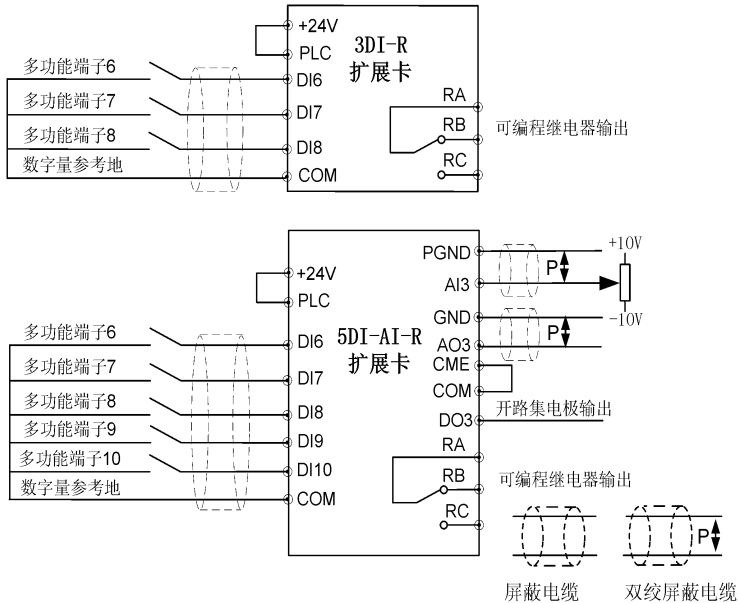 +24V
PLC
3DI-R
扩展卡
多功能端子6
DI6
多功能端子7
DI7
多功能端子8
DI8
数字量参考地
COM
RA
RB
RC
可编程继电器输出
+24V
PLC
5DI-AI-R
扩展卡
多功能端子6
DI6
多功能端子7
DI7
多功能端子8
DI8
多功能端子9
DI9
多功能端子10
DI10
数字量参考地
COM
PGND
P
+10V
AI3
GND
P
-10V
AO3
CME
COM
DO3
开路集电极输出
RA
RB
RC
可编程继电器输出
P
屏蔽电缆
双绞屏蔽电缆